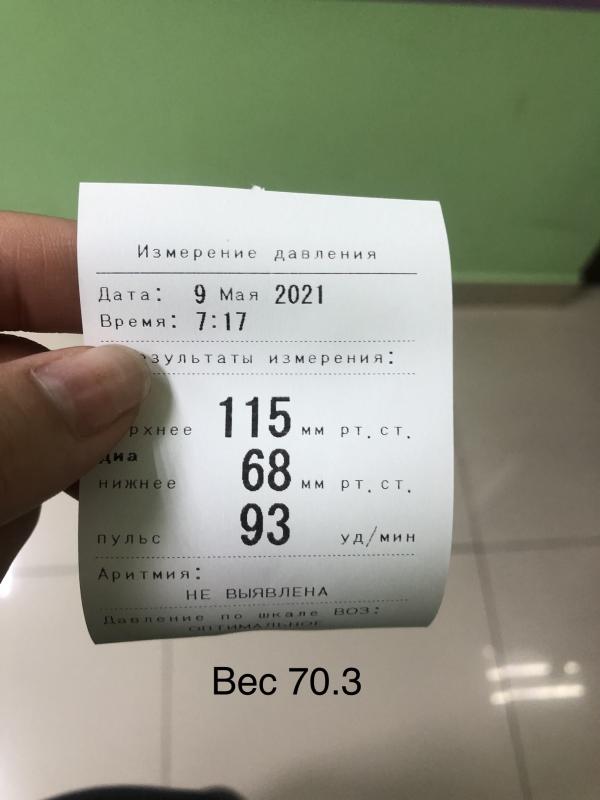 Измерение давления
Дата: 9 Мая 2021
Время: 7:17
зультаты измерения:
рхнее 115 мм рт.ст.
диа
нижнее 68 мм рт.ст.
пульс 93 уд/мин
Аритмия:
НЕ ВЫЯВЛЕНА
Давление по шкале ВОЗ:
ОПТИМАЛЬНОЕ
Вес 70.3